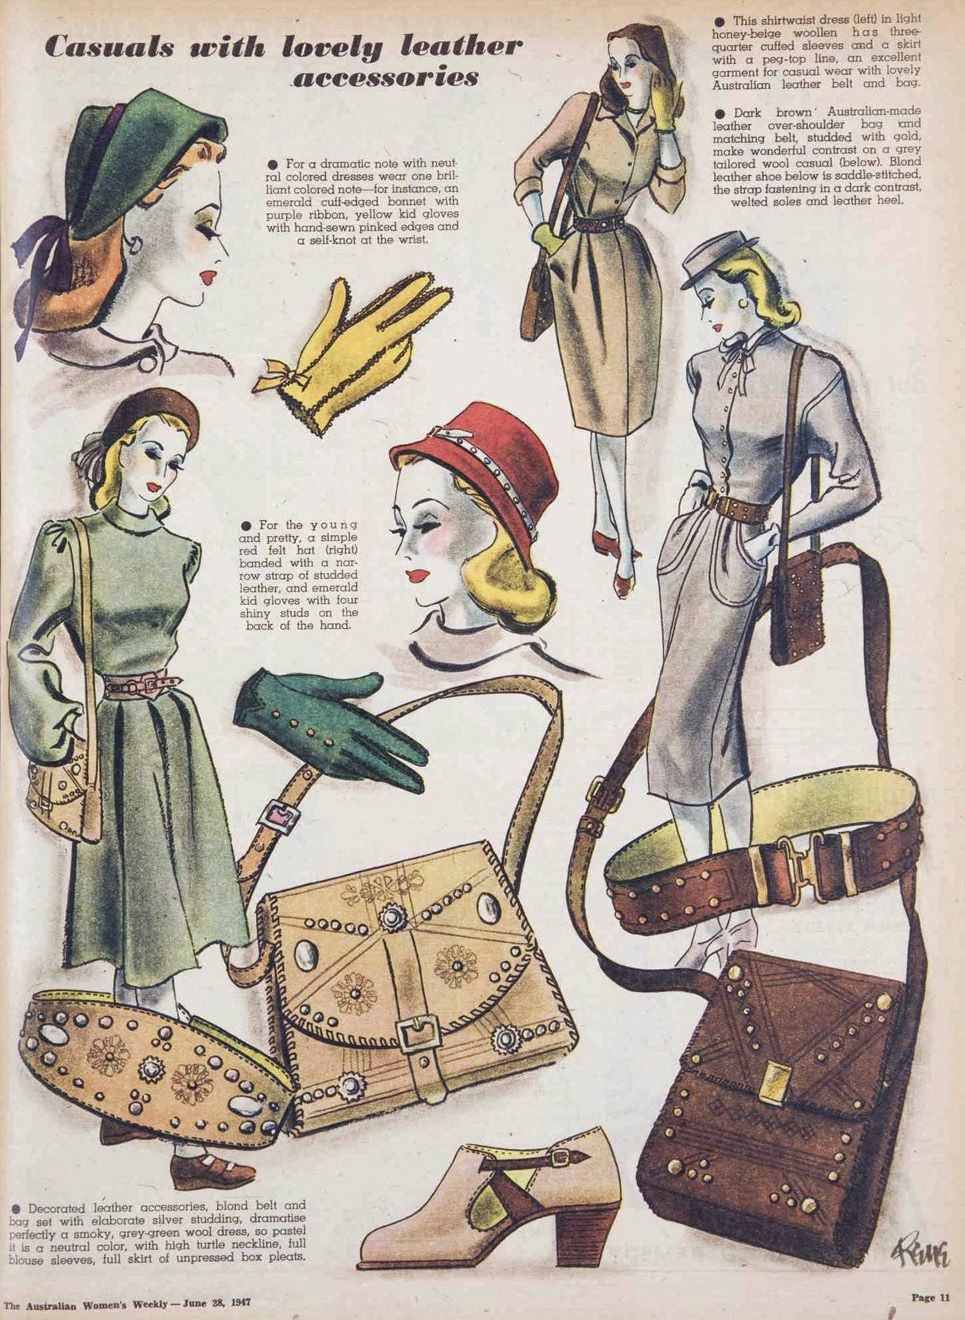 Casuals with lovely leather
accessories
● This shirtwaist dress (left) in light
honey-beige woollen has three-
quarter cuffed sleeves and a skirt
with a peg-top line, an excellent
garment for casual wear with lovely
Australian leather belt and bag.
● Dark brown Australian-made
leather over-shoulder bag and
matching belt, studded with gold,
make wonderful contrast on a grey
tailored wool casual (below). Blond
leather shoe below is saddle-stitched,
the strap fastening in a dark contrast,
welted soles and leather heel.
● For a dramatic note with neut-
ral colored dresses wear one bril-
liant colored note—for instance, an
emerald cuff-edged bonnet with
purple ribbon, yellow kid gloves
with hand-sewn pinked edges and
a self-knot at the wrist.
● For the young
and pretty, a simple
red felt hat (right)
banded with a nar-
row strap of studded
leather, and emerald
kid gloves with four
shiny studs on the
back of the hand.
● Decorated leather accessories, blond belt and
bag set with elaborate silver studding, dramatise
perfectly a smoky, grey-green wool dress, so pastel
it is a neutral color, with high turtle neckline, full
blouse sleeves, full skirt of unpressed box pleats.
The Australian Women's Weekly — June 28, 1947
Page 11